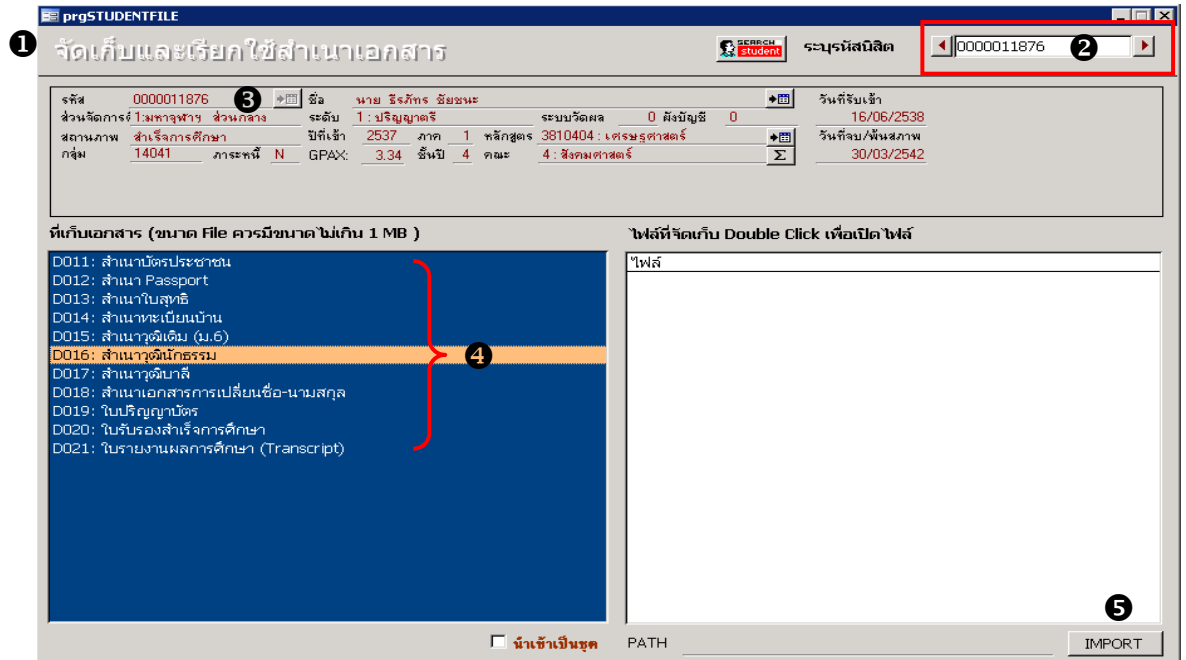 prgSTUDENTFILE
❶ จัดเก็บและเรียกใช้สำเนาเอกสาร SEARCH student ระบุรหัสนิสิต 0000011876 ❷
รหัส 0000011876 ❸ ชื่อ นาย ธีรภัทร ชัยชนะ วันที่รับเข้า
ส่วนจัดการศึ 1:มหาจุฬาฯ ส่วนกลาง ระดับ 1 : ปริญญาตรี ระบบวัดผล 0 ผังบัญชี 0 16/06/2538
สถานภาพ สำเร็จการศึกษา ปีที่เข้า 2537 ภาค 1 หลักสูตร 3810404 : เศรษฐศาสตร์ วันที่จบ/พ้นสภาพ
กลุ่ม 14041 ภาระหนี้ N GPAX: 3.34 ชั้นปี 4 คณะ 4 : สังคมศาสตร์ Σ 30/03/2542
ที่เก็บเอกสาร (ขนาด File ควรมีขนาดไม่เกิน 1 MB ) ไฟล์ที่จัดเก็บ Double Click เพื่อเปิดไฟล์
D011: สำเนาบัตรประชาชน ไฟล์
D012: สำเนา Passport
D013: สำเนาใบสุทธิ
D014: สำเนาทะเบียนบ้าน
D015: สำเนาวุฒิเดิม (ม.6)
D016: สำเนาวุฒินักธรรม ❹
D017: สำเนาวุฒิบาลี
D018: สำเนาเอกสารการเปลี่ยนชื่อ-นามสกุล
D019: ใบปริญญาบัตร
D020: ใบรับรองสำเร็จการศึกษา
D021: ใบรายงานผลการศึกษา (Transcript)
❺
นำเข้าเป็นชุด PATH IMPORT